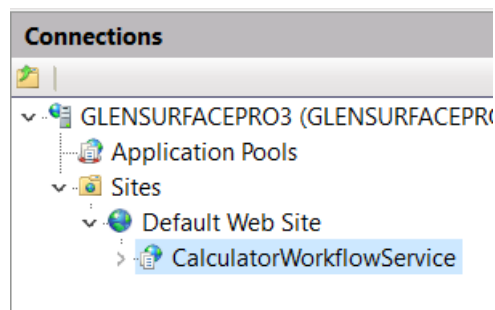 Connections
GLENSURFACEPRO3 (GLENSURFACEPR
Application Pools
Sites
Default Web Site
CalculatorWorkflowService